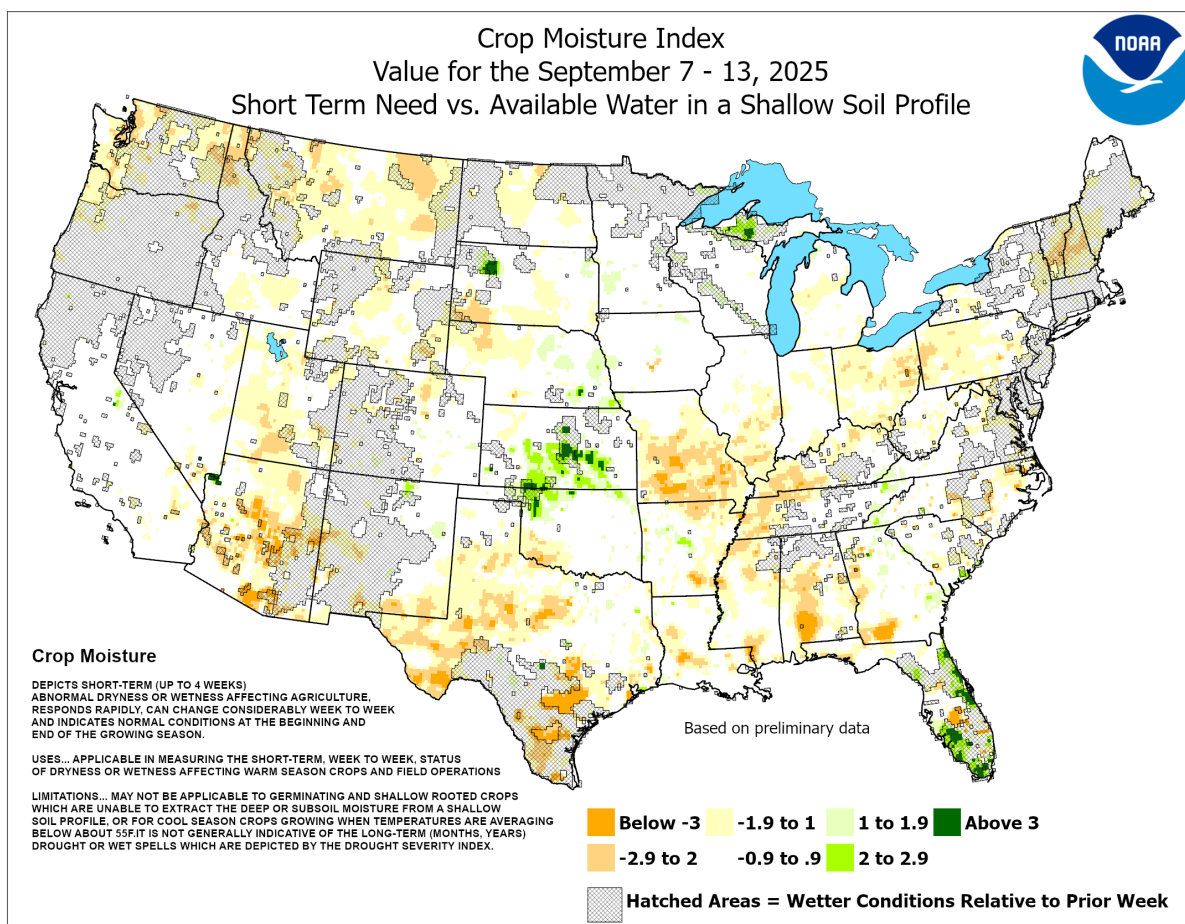 Crop Moisture Index
Value for the September 7 - 13, 2025
Short Term Need vs. Available Water in a Shallow Soil Profile
NOAA
Crop Moisture
DEPICTS SHORT-TERM (UP TO 4 WEEKS)
ABNORMAL DRYNESS OR WETNESS AFFECTING AGRICULTURE,
RESPONDS RAPIDLY, CAN CHANGE CONSIDERABLY WEEK TO WEEK
AND INDICATES NORMAL CONDITIONS AT THE BEGINNING AND
END OF THE GROWING SEASON.
USES... APPLICABLE IN MEASURING THE SHORT-TERM, WEEK TO WEEK, STATUS
OF DRYNESS OR WETNESS AFFECTING WARM SEASON CROPS AND FIELD OPERATIONS
LIMITATIONS... MAY NOT BE APPLICABLE TO GERMINATING AND SHALLOW ROOTED CROPS
WHICH ARE UNABLE TO EXTRACT THE DEEP OR SUBSOIL MOISTURE FROM A SHALLOW
SOIL PROFILE, OR FOR COOL SEASON CROPS GROWING WHEN TEMPERATURES ARE AVERAGING
BELOW ABOUT 55F.IT IS NOT GENERALLY INDICATIVE OF THE LONG-TERM (MONTHS, YEARS)
DROUGHT OR WET SPELLS WHICH ARE DEPICTED BY THE DROUGHT SEVERITY INDEX.
Based on preliminary data
Below -3 -1.9 to 1 1 to 1.9 Above 3
-2.9 to 2 -0.9 to .9 2 to 2.9
Hatched Areas = Wetter Conditions Relative to Prior Week